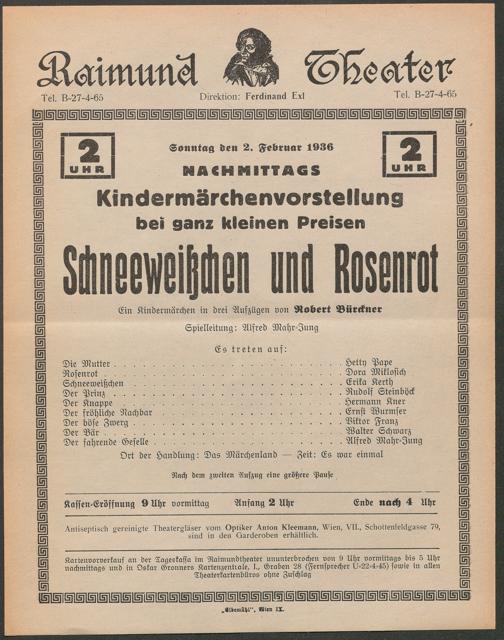 Raimund Theater
Tel. B-27-4-65 Direktion: Ferdinand Exl Tel. B-27-4-65
2 UHR
Sonntag den 2. Februar 1936
2 UHR
NACHMITTAGS
Kindermärchenvorstellung
bei ganz kleinen Preisen
Schneeweißchen und Rosenrot
Ein Kindermärchen in drei Aufzügen von Robert Bürckner
Spielleitung: Alfred Mahr-Jung
Es treten auf:
Die Mutter . . . Hetty Pape
Rosenrot . . . Dora Miklosich
Schneeweißchen . . . Erika Kerth
Der Prinz . . . Rudolf Steinböck
Der Knappe . . . Hermann Kner
Der fröhliche Nachbar . . . Ernst Wurmser
Der böse Zwerg . . . Viktor Franz
Der Bär . . . Walter Schwarz
Der fahrende Geselle . . . Alfred Mahr-Jung
Ort der Handlung: Das Märchenland — Zeit: Es war einmal
Nach dem zweiten Aufzug eine größere Pause
Kassen-Eröffnung 9 Uhr vormittag Anfang 2 Uhr Ende nach 4 Uhr
Antiseptisch gereinigte Theatergläser vom Optiker Anton Kleemann, Wien, VII., Schottenfeldgasse 79,
sind in den Garderoben erhältlich.
Kartenvorverkauf an der Tageskassa im Raimundtheater ununterbrochen von 9 Uhr vormittags bis 5 Uhr
nachmittags und in Oskar Gronners Kartenzentrale, I., Graben 28 (Fernsprecher U-22-4-45) sowie in allen
Theaterkartenbüros ohne Zuschlag
„Elbemühl“, Wien IX.